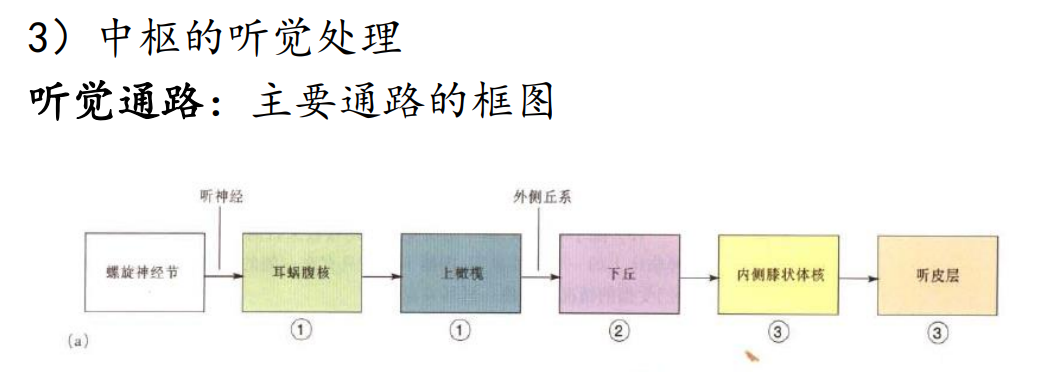 3）中枢的听觉处理
听觉通路：主要通路的框图
听神经
外侧丘系
螺旋神经节
耳蜗腹核
上橄榄
下丘
内侧膝状体核
听皮层
①
①
②
③
③
(a)